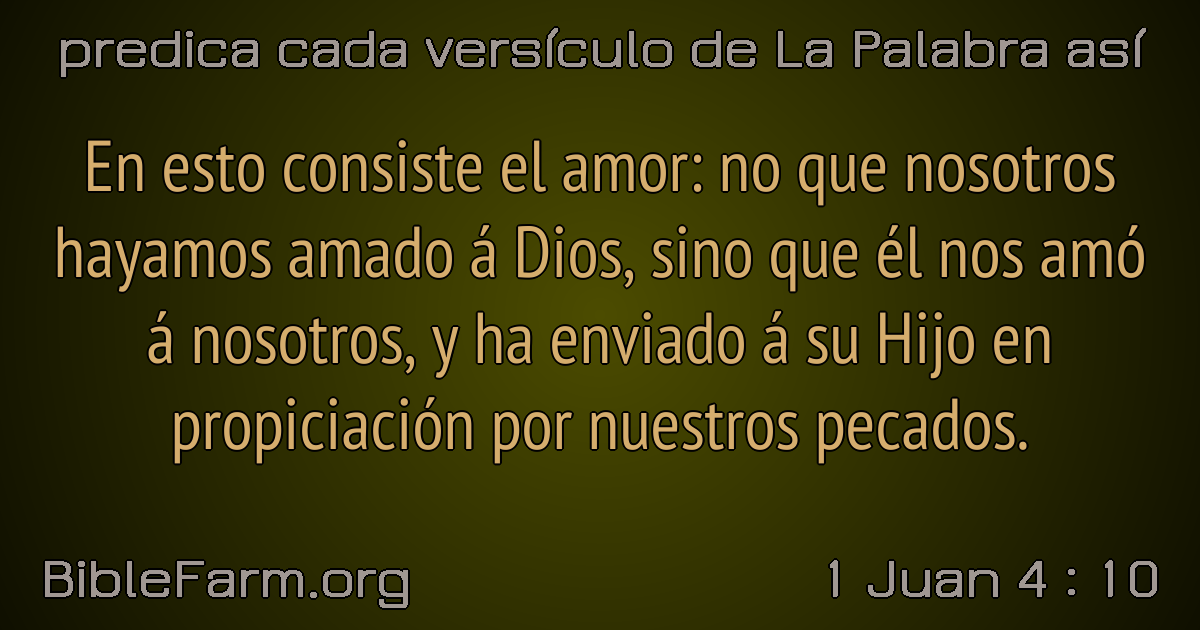 predica cada versículo de La Palabra así
En esto consiste el amor: no que nosotros
hayamos amado á Dios, sino que él nos amó
á nosotros, y ha enviado á su Hijo en
propiciación por nuestros pecados.
BibleFarm.org
1 Juan 4 : 10